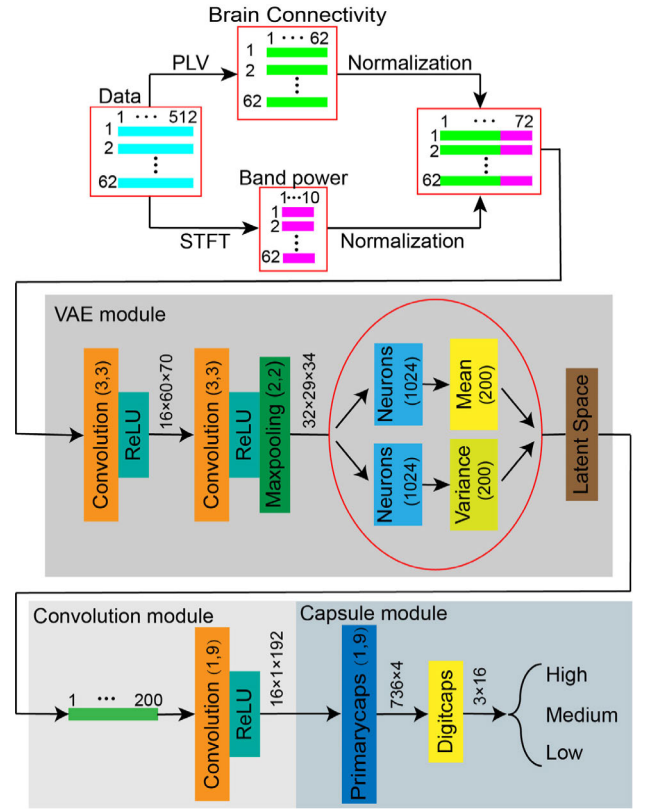 Brain Connectivity
1 ··· 62
1
2
62
PLV
Normalization
Data
1 ··· 512
1
2
62
1 ··· 72
1
2
62
Band power
1···10
1
2
62
STFT
Normalization
VAE module
Convolution (3,3)
ReLU
16×60×70
Convolution (3,3)
ReLU
Maxpooling (2,2)
32×29×34
Neurons
(1024)
Mean
(200)
Neurons
(1024)
Variance
(200)
Latent Space
Convolution module
1 ··· 200
Convolution (1,9)
ReLU
16×1×192
Capsule module
Primarycaps (1,9)
736×4
Digitcaps
3×16
High
Medium
Low